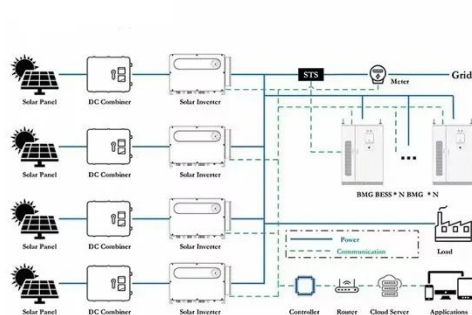 STS
Meter
Grid
Solar Panel DC Combiner Solar Inverter
Solar Panel DC Combiner Solar Inverter
BMG BESS * N BMG * N
Solar Panel DC Combiner Solar Inverter
Power
Communication
Load
Solar Panel DC Combiner Solar Inverter
Controller Router Cloud Server Applications